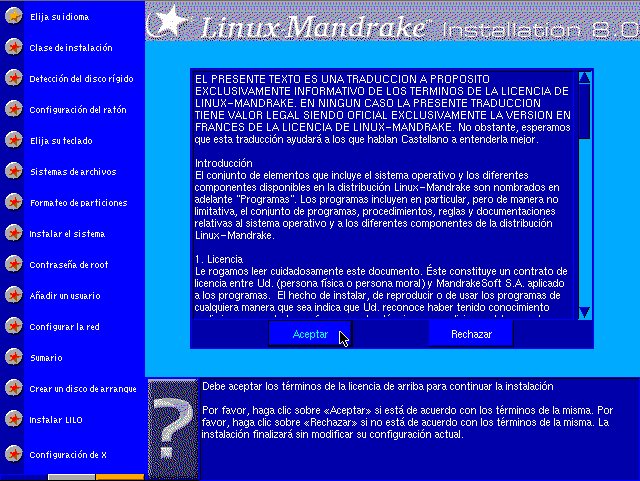 Elija su idioma
Clase de instalación
Detección del disco rígido
Configuración del ratón
Elija su teclado
Sistemas de archivos
Formateo de particiones
Instalar el sistema
Contraseña de root
Añadir un usuario
Configurar la red
Sumario
Crear un disco de arranque
Instalar LILO
Configuración de X
Linux Mandrake™ Installation 8.0
EL PRESENTE TEXTO ES UNA TRADUCCION A PROPOSITO
EXCLUSIVAMENTE INFORMATIVO DE LOS TERMINOS DE LA LICENCIA DE
LINUX-MANDRAKE. EN NINGUN CASO LA PRESENTE TRADUCCION
TIENE VALOR LEGAL SIENDO OFICIAL EXCLUSIVAMENTE LA VERSION EN
FRANCES DE LA LICENCIA DE LINUX-MANDRAKE. No obstante, esperamos
que esta traducción ayudará a los que hablan Castellano a entenderla mejor.
Introducción
El conjunto de elementos que incluye el sistema operativo y los diferentes
componentes disponibles en la distribución Linux-Mandrake son nombrados en
adelante "Programas". Los programas incluyen en particular, pero de manera no
limitativa, el conjunto de programas, procedimientos, reglas y documentaciones
relativas al sistema operativo y a los diferentes componentes de la distribución
Linux-Mandrake.
1. Licencia
Le rogamos leer cuidadosamente este documento. Éste constituye un contrato de
licencia entre Ud. (persona física o persona moral) y MandrakeSoft S.A. aplicado
a los programas. El hecho de instalar, de reproducir o de usar los programas de
cualquiera manera que sea indica que Ud. reconoce haber tenido conocimiento
Aceptar Rechazar
Debe aceptar los términos de la licencia de arriba para continuar la instalación
Por favor, haga clic sobre «Aceptar» si está de acuerdo con los términos de la misma. Por
favor, haga clic sobre «Rechazar» si no está de acuerdo con los términos de la misma. La
instalación finalizará sin modificar su configuración actual.